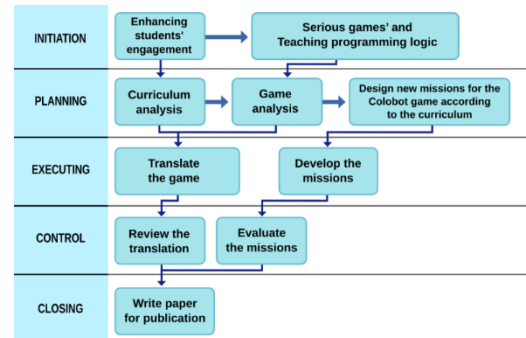 INITIATION
Enhancing
students'
engagement
Serious games' and
Teaching programming logic
PLANNING
Curriculum
analysis
Game
analysis
Design new missions for the
Colobot game according
to the curriculum
EXECUTING
Translate
the game
Develop the
missions
CONTROL
Review the
translation
Evaluate
the missions
CLOSING
Write paper
for publication